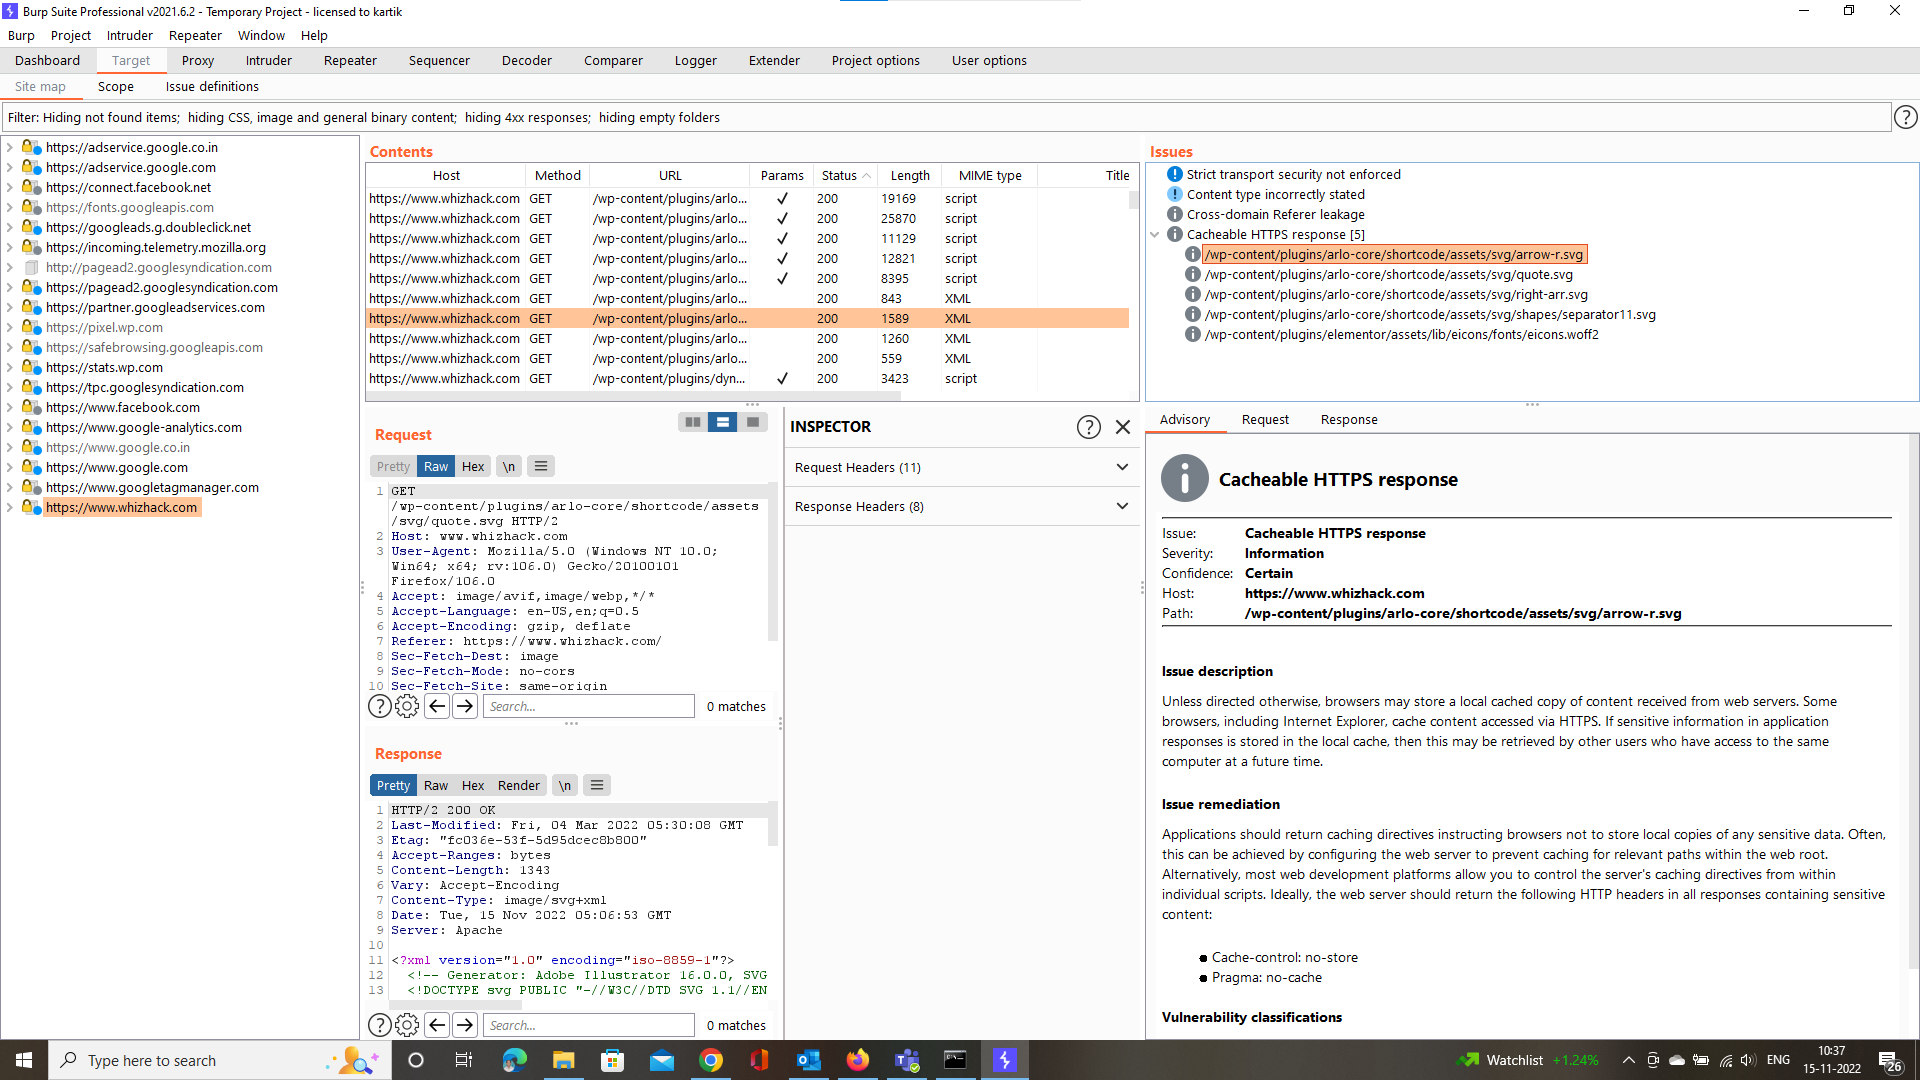 Burp Suite Professional v2021.6.2 - Temporary Project - licensed to kartik
Burp Project Intruder Repeater Window Help
Dashboard Target Proxy Intruder Repeater Sequencer Decoder Comparer Logger Extender Project options User options
Site map Scope Issue definitions
Filter: Hiding not found items; hiding CSS, image and general binary content; hiding 4xx responses; hiding empty folders
https://adservice.google.co.in
https://adservice.google.com
https://connect.facebook.net
https://fonts.googleapis.com
https://googleads.g.doubleclick.net
https://incoming.telemetry.mozilla.org
http://pagead2.googlesyndication.com
https://pagead2.googlesyndication.com
https://partner.googleadservices.com
https://pixel.wp.com
https://safebrowsing.googleapis.com
https://stats.wp.com
https://tpc.googlesyndication.com
https://www.facebook.com
https://www.google-analytics.com
https://www.google.co.in
https://www.google.com
https://www.googletagmanager.com
https://www.whizhack.com
Contents
Host Method URL Params Status Length MIME type Title
https://www.whizhack.com GET /wp-content/plugins/arlo... ✓ 200 19169 script
https://www.whizhack.com GET /wp-content/plugins/arlo... ✓ 200 25870 script
https://www.whizhack.com GET /wp-content/plugins/arlo... ✓ 200 11129 script
https://www.whizhack.com GET /wp-content/plugins/arlo... ✓ 200 12821 script
https://www.whizhack.com GET /wp-content/plugins/arlo... ✓ 200 8395 script
https://www.whizhack.com GET /wp-content/plugins/arlo... 200 843 XML
https://www.whizhack.com GET /wp-content/plugins/arlo... 200 1589 XML
https://www.whizhack.com GET /wp-content/plugins/arlo... 200 1260 XML
https://www.whizhack.com GET /wp-content/plugins/arlo... 200 559 XML
https://www.whizhack.com GET /wp-content/plugins/dyn... ✓ 200 3423 script
Request
Pretty Raw Hex \n
1 GET
/wp-content/plugins/arlo-core/shortcode/assets
/svg/quote.svg HTTP/2
2 Host: www.whizhack.com
3 User-Agent: Mozilla/5.0 (Windows NT 10.0;
Win64; x64; rv:106.0) Gecko/20100101
Firefox/106.0
4 Accept: image/avif,image/webp,*/*
5 Accept-Language: en-US,en;q=0.5
6 Accept-Encoding: gzip, deflate
7 Referer: https://www.whizhack.com/
8 Sec-Fetch-Dest: image
9 Sec-Fetch-Mode: no-cors
10 Sec-Fetch-Site: same-origin
Search... 0 matches
Response
Pretty Raw Hex Render \n
1 HTTP/2 200 OK
2 Last-Modified: Fri, 04 Mar 2022 05:30:08 GMT
3 Etag: "fc036e-53f-5d95dcec8b800"
4 Accept-Ranges: bytes
5 Content-Length: 1343
6 Vary: Accept-Encoding
7 Content-Type: image/svg+xml
8 Date: Tue, 15 Nov 2022 05:06:53 GMT
9 Server: Apache
10
11 <?xml version="1.0" encoding="iso-8859-1"?>
12 <!-- Generator: Adobe Illustrator 16.0.0, SVG
13 <!DOCTYPE svg PUBLIC "-//W3C//DTD SVG 1.1//EN
Search... 0 matches
INSPECTOR
Request Headers (11)
Response Headers (8)
Issues
Strict transport security not enforced
Content type incorrectly stated
Cross-domain Referer leakage
Cacheable HTTPS response [5]
/wp-content/plugins/arlo-core/shortcode/assets/svg/arrow-r.svg
/wp-content/plugins/arlo-core/shortcode/assets/svg/quote.svg
/wp-content/plugins/arlo-core/shortcode/assets/svg/right-arr.svg
/wp-content/plugins/arlo-core/shortcode/assets/svg/shapes/separator11.svg
/wp-content/plugins/elementor/assets/lib/eicons/fonts/eicons.woff2
Advisory Request Response
Cacheable HTTPS response
Issue: Cacheable HTTPS response
Severity: Information
Confidence: Certain
Host: https://www.whizhack.com
Path: /wp-content/plugins/arlo-core/shortcode/assets/svg/arrow-r.svg
Issue description
Unless directed otherwise, browsers may store a local cached copy of content received from web servers. Some
browsers, including Internet Explorer, cache content accessed via HTTPS. If sensitive information in application
responses is stored in the local cache, then this may be retrieved by other users who have access to the same
computer at a future time.
Issue remediation
Applications should return caching directives instructing browsers not to store local copies of any sensitive data. Often,
this can be achieved by configuring the web server to prevent caching for relevant paths within the web root.
Alternatively, most web development platforms allow you to control the server's caching directives from within
individual scripts. Ideally, the web server should return the following HTTP headers in all responses containing sensitive
content:
● Cache-control: no-store
● Pragma: no-cache
Vulnerability classifications
Type here to search
Watchlist +1.24%
ENG
10:37
15-11-2022
26